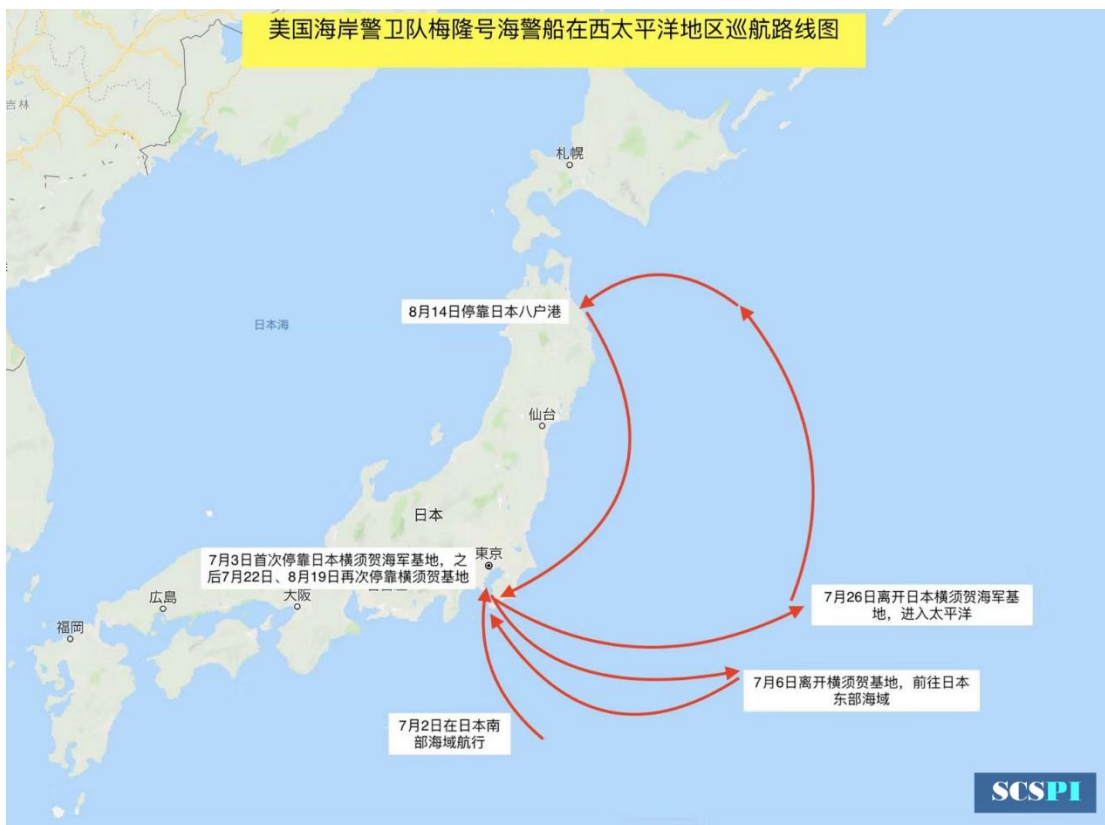 美国海岸警卫队梅隆号海警船在西太平洋地区巡航路线图
吉林
札幌
8月14日停靠日本八户港
日本海
仙台
日本
7月3日首次停靠日本横须贺海军基地，之
后7月22日、8月19日再次停靠横须贺基地
東京
広島
大阪
福岡
7月26日离开日本横须贺海军基
地，进入太平洋
7月6日离开横须贺基地，前往日本
东部海域
7月2日在日本南
部海域航行
SCSPI